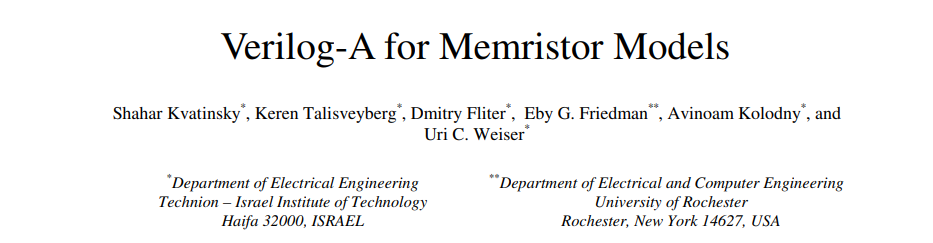 Verilog-A for Memristor Models
Shahar Kvatinsky*, Keren Talisveyberg*, Dmitry Fliter*, Eby G. Friedman**, Avinoam Kolodny*, and
Uri C. Weiser*
*Department of Electrical Engineering
Technion – Israel Institute of Technology
Haifa 32000, ISRAEL
**Department of Electrical and Computer Engineering
University of Rochester
Rochester, New York 14627, USA